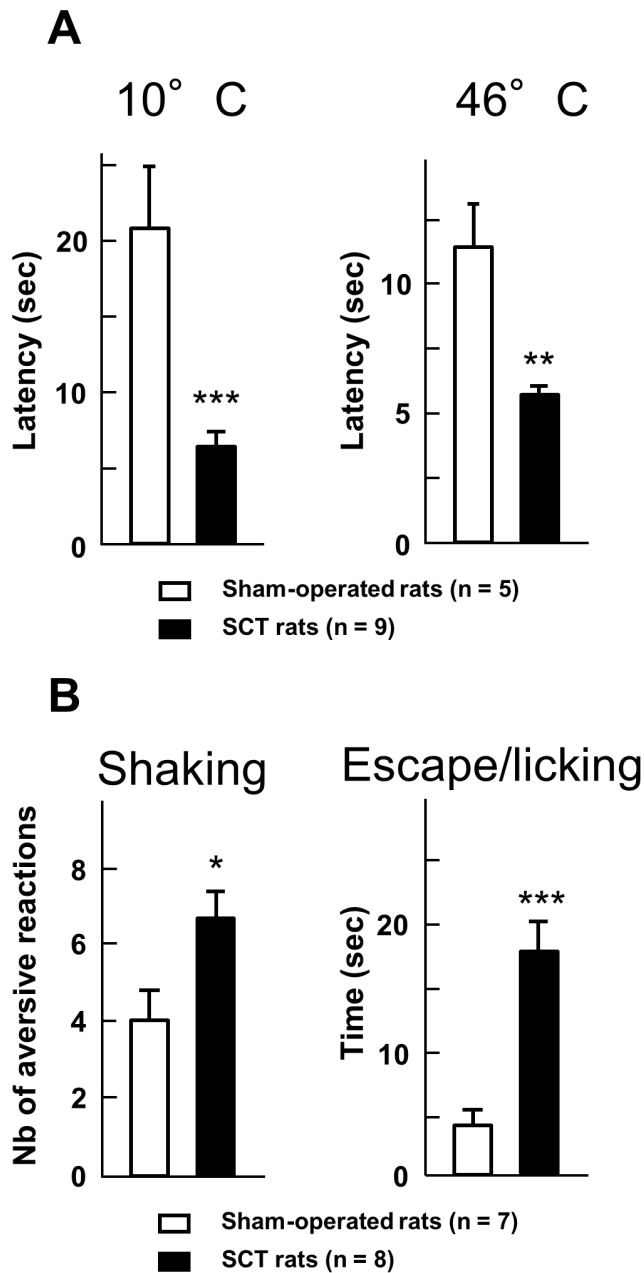 A
10° C
46° C
Latency (sec)
20
10
0
***
Latency (sec)
10
5
0
**
Sham-operated rats (n = 5)
SCT rats (n = 9)
B
Shaking
Escape/licking
Nb of aversive reactions
8
6
4
2
0
*
Time (sec)
20
10
0
***
Sham-operated rats (n = 7)
SCT rats (n = 8)